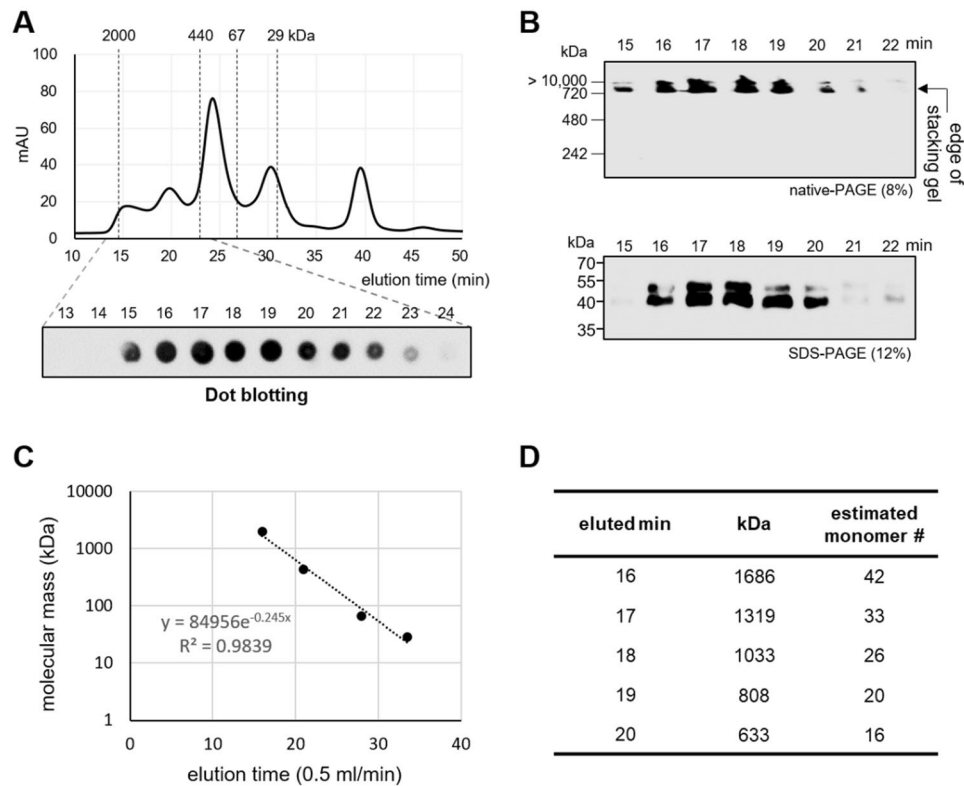 A
2000 440 67 29 kDa
100
80
60
40
20
0
mAU
10 15 20 25 30 35 40 45 50
elution time (min)
13 14 15 16 17 18 19 20 21 22 23 24
Dot blotting
B
kDa 15 16 17 18 19 20 21 22 min
> 10,000
720
480
242
edge of
stacking gel
native-PAGE (8%)
kDa 15 16 17 18 19 20 21 22 min
70
55
40
35
SDS-PAGE (12%)
C
molecular mass (kDa)
10000
1000
100
10
1
y = 84956e-0.245x
R² = 0.9839
0 10 20 30 40
elution time (0.5 ml/min)
D
eluted min kDa estimated
monomer #
16 1686 42
17 1319 33
18 1033 26
19 808 20
20 633 16